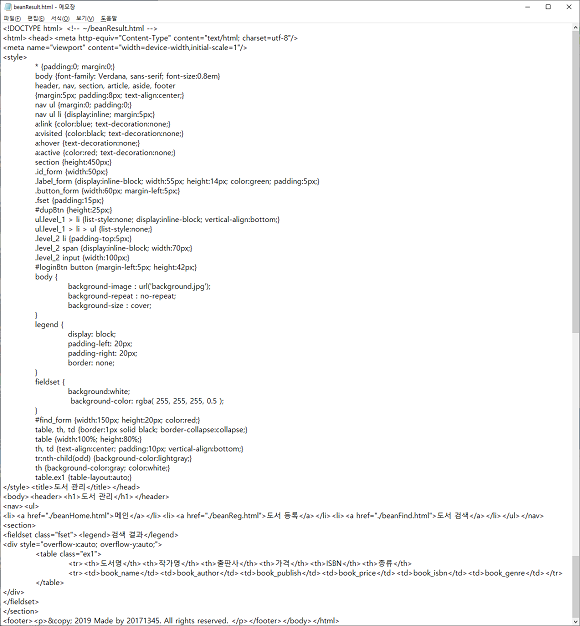 beanResult.html - 메모장
파일(F) 편집(E) 서식(O) 보기(V) 도움말
<!DOCTYPE html> <!-- ~/beanResult.html -->
<html><head><meta http-equiv="Content-Type" content="text/html; charset=utf-8"/>
<meta name="viewport" content="width=device-width,initial-scale=1"/>
<style>
* {padding:0; margin:0;}
body {font-family: Verdana, sans-serif; font-size:0.8em}
header, nav, section, article, aside, footer
{margin:5px; padding:8px; text-align:center;}
nav ul {margin:0; padding:0;}
nav ul li {display:inline; margin:5px;}
a:link {color:blue; text-decoration:none;}
a:visited {color:black; text-decoration:none;}
a:hover {text-decoration:none;}
a:active {color:red; text-decoration:none;}
section {height:450px;}
.id_form {width:50px;}
.label_form {display:inline-block; width:55px; height:14px; color:green; padding:5px;}
.button_form {width:60px; margin-left:5px;}
.fset {padding:15px;}
#dupBtn {height:25px;}
ul.level_1 > li {list-style:none; display:inline-block; vertical-align:bottom;}
ul.level_1 > li > ul {list-style:none;}
.level_2 li {padding-top:5px;}
.level_2 span {display:inline-block; width:70px;}
.level_2 input {width:100px;}
#loginBtn button {margin-left:5px; height:42px;}
body {
background-image : url('background.jpg');
background-repeat : no-repeat;
background-size : cover;
}
legend {
display: block;
padding-left: 20px;
padding-right: 20px;
border: none;
}
fieldset {
background:white;
background-color: rgba( 255, 255, 255, 0.5 );
}
#find_form {width:150px; height:20px; color:red;}
table, th, td {border:1px solid black; border-collapse:collapse;}
table {width:100%; height:80%;}
th, td {text-align:center; padding:10px; vertical-align:bottom;}
tr:nth-child(odd) {background-color:lightgray;}
th {background-color:gray; color:white;}
table.ex1 {table-layout:auto;}
</style><title>도서 관리</title></head>
<body><header><h1>도서 관리</h1></header>
<nav><ul>
<li><a href="./beanHome.html">메인</a></li><li><a href="./beanReg.html">도서 등록</a></li><li><a href="./beanFind.html">도서 검색</a></li></ul></nav>
<section>
<fieldset class="fset"><legend>검색 결과</legend>
<div style="overflow-x:auto; overflow-y:auto;">
<table class="ex1">
<tr><th>도서명</th><th>작가명</th><th>출판사</th><th>가격</th><th>ISBN</th><th>종류</th>
<tr><td>book_name</td><td>book_author</td><td>book_publish</td><td>book_price</td><td>book_isbn</td><td>book_genre</td></tr>
</table>
</div>
</fieldset>
</section>
<footer><p>&copy; 2019 Made by 20171345. All rights reserved. </p></footer></body></html>